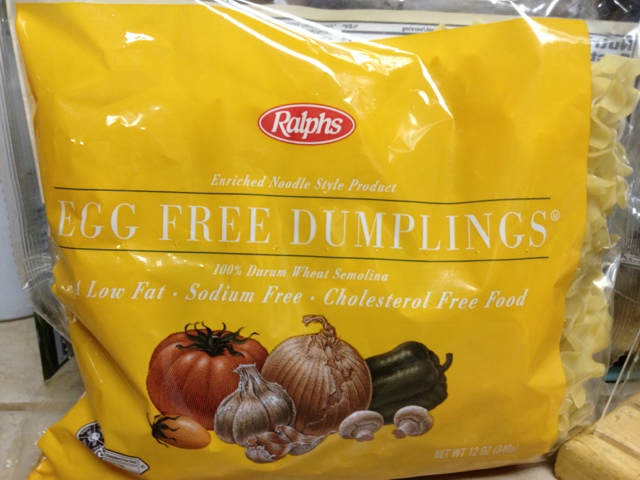 Ralphs
Enriched Noodle Style Product
EGG FREE DUMPLINGS®
100% Durum Wheat Semolina
A Low Fat · Sodium Free · Cholesterol Free Food
NET WT 12 OZ (340g)